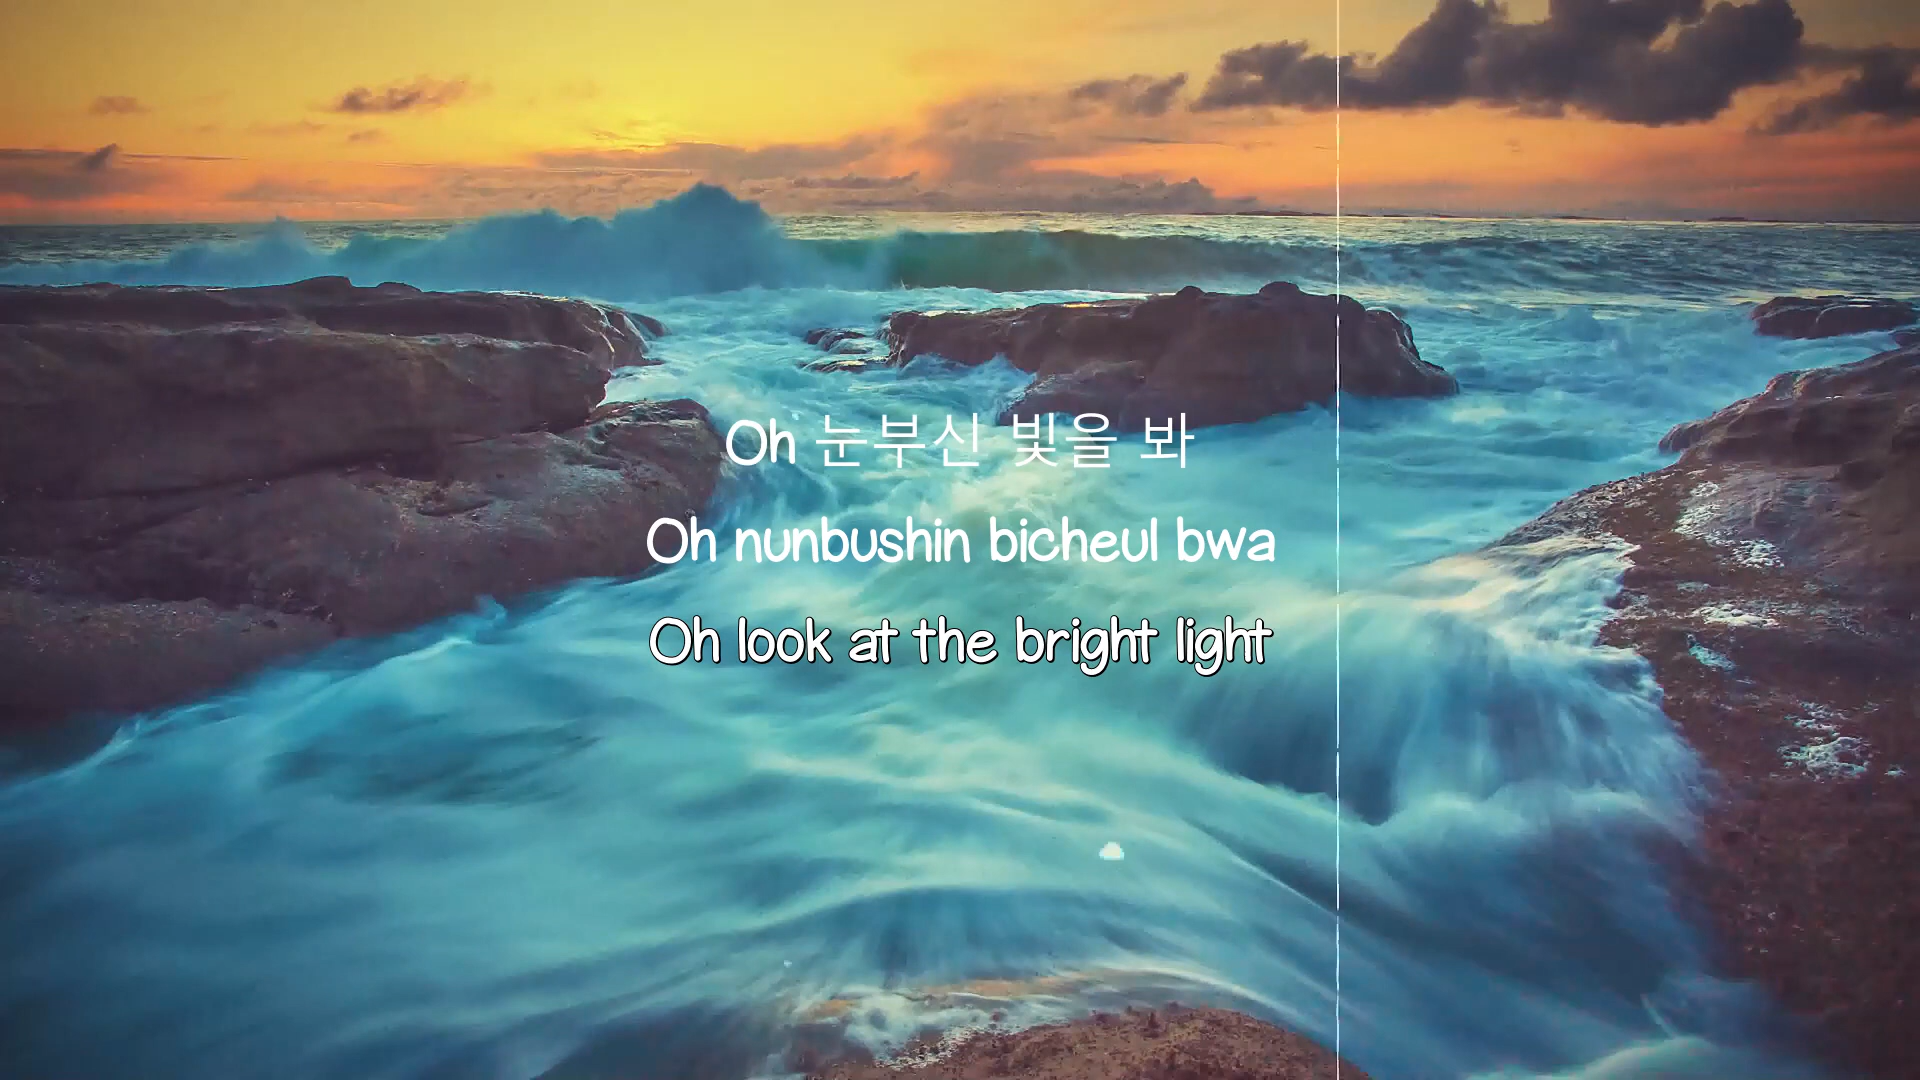 Oh 눈부신 빛을 봐
Oh nunbushin bicheul bwa
Oh look at the bright light